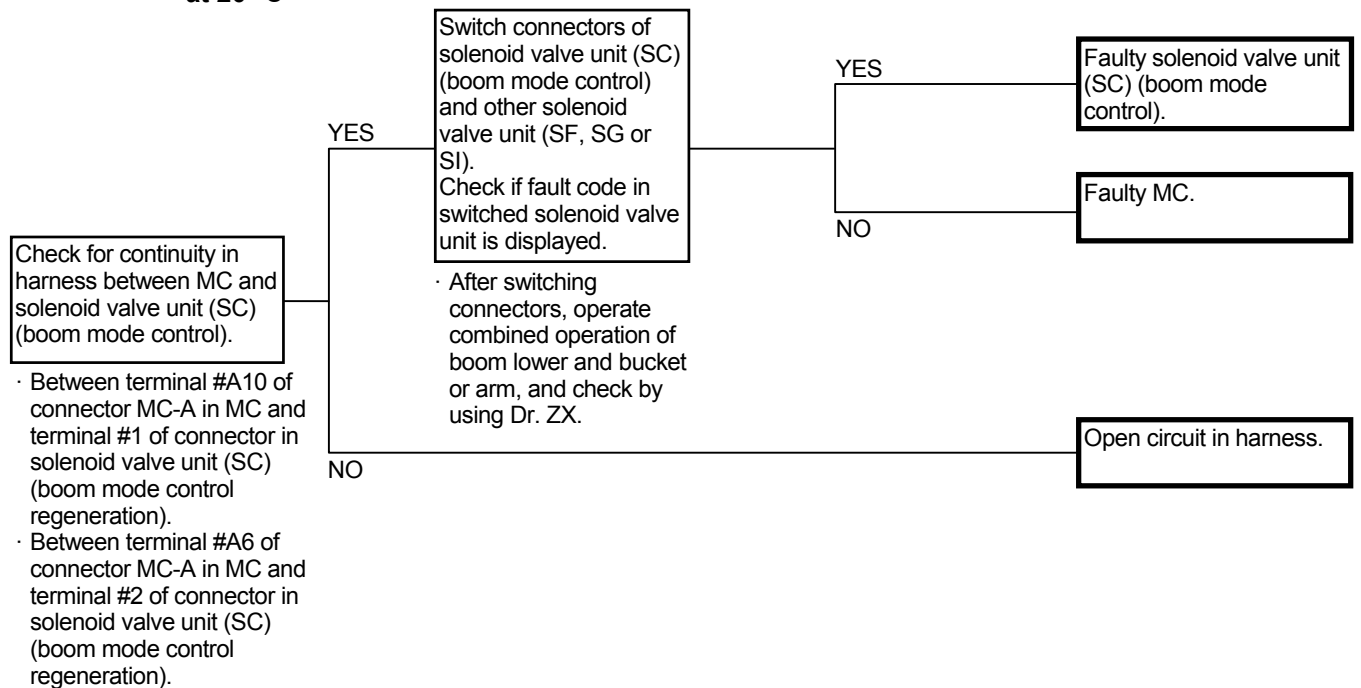 Switch connectors of
solenoid valve unit (SC)
(boom mode control)
and other solenoid
valve unit (SF, SG or
SI).
Check if fault code in
switched solenoid valve
unit is displayed.
· After switching
connectors, operate
combined operation of
boom lower and bucket
or arm, and check by
using Dr. ZX.
YES
Faulty solenoid valve unit
(SC) (boom mode
control).
YES
Faulty MC.
NO
Check for continuity in
harness between MC and
solenoid valve unit (SC)
(boom mode control).
· Between terminal #A10 of
connector MC-A in MC and
terminal #1 of connector in
solenoid valve unit (SC)
(boom mode control
regeneration).
· Between terminal #A6 of
connector MC-A in MC and
terminal #2 of connector in
solenoid valve unit (SC)
(boom mode control
regeneration).
NO
Open circuit in harness.